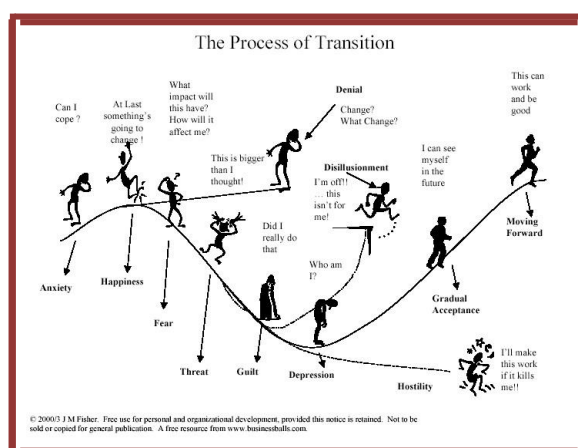 The Process of Transition
Can I
cope ?
At Last
something's
going to
change !
What
impact will
this have?
How will it
affect me?
This is bigger
than I
thought!
Denial
Change?
What Change?
Disillusionment
I'm off!!
… this
isn't for
me!
I can see
myself
in the
future
This can
work
and be
good
Did I
really do
that
Who am
I?
Anxiety
Happiness
Fear
Threat
Guilt
Depression
Hostility
Gradual
Acceptance
Moving
Forward
I'll make
this work
if it kills
me!!
© 2000/3 J M Fisher. Free use for personal and organizational development, provided this notice is retained. Not to be
sold or copied for general publication. A free resource from www.businessballs.com.